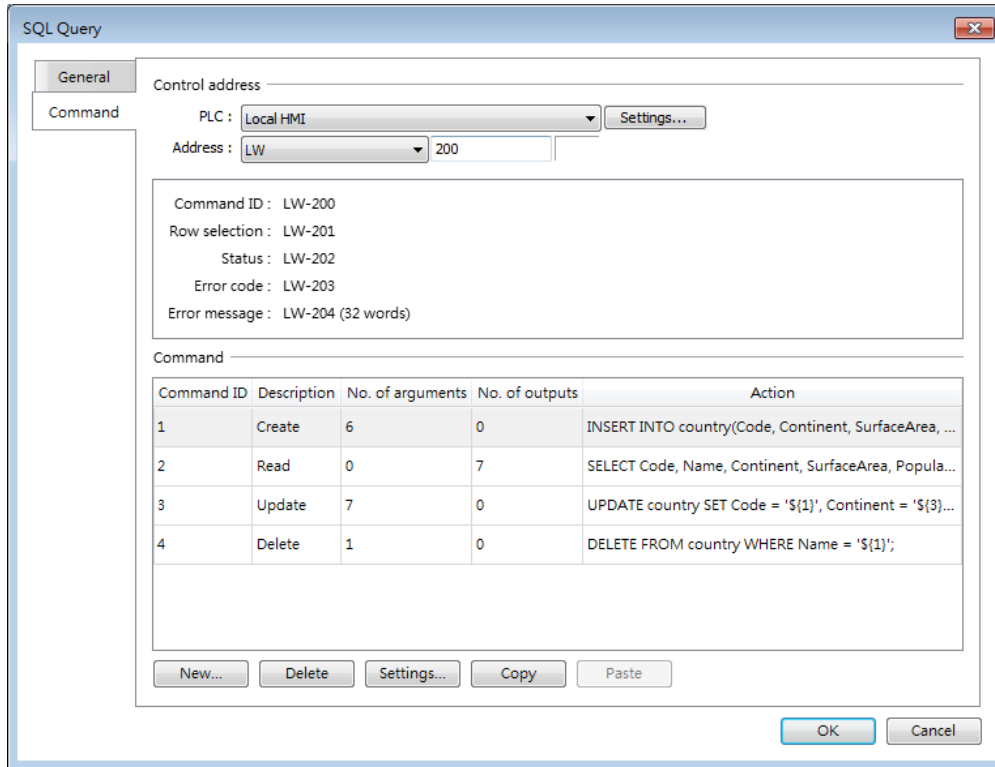 SQL Query
General
Command
Control address
PLC : Local HMI Settings...
Address : LW 200
Command ID : LW-200
Row selection : LW-201
Status : LW-202
Error code : LW-203
Error message : LW-204 (32 words)
Command
Command ID Description No. of arguments No. of outputs Action
1 Create 6 0 INSERT INTO country(Code, Continent, SurfaceArea, ...
2 Read 0 7 SELECT Code, Name, Continent, SurfaceArea, Popula...
3 Update 7 0 UPDATE country SET Code = '${1}', Continent = '${3}...
4 Delete 1 0 DELETE FROM country WHERE Name = '${1}';
New... Delete Settings... Copy Paste
OK Cancel